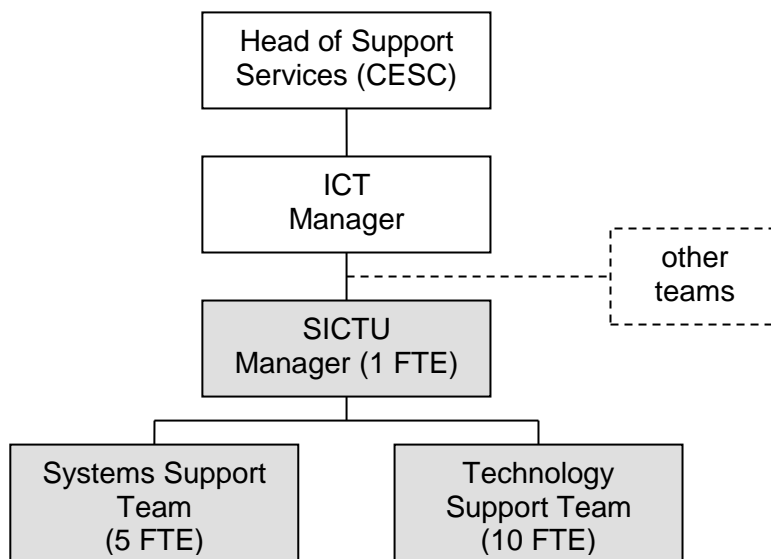 Head of Support
Services (CESC)
ICT
Manager
other
teams
SICTU
Manager (1 FTE)
Systems Support
Team
(5 FTE)
Technology
Support Team
(10 FTE)